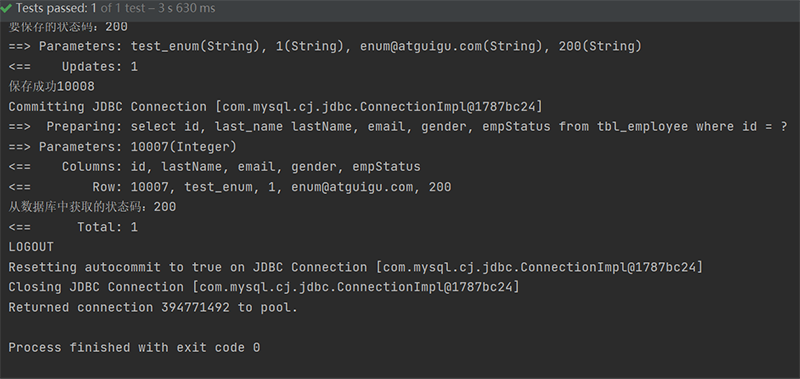 Tests passed: 1 of 1 test – 3 s 630 ms
要保存的状态码：200
==> Parameters: test_enum(String), 1(String), enum@atguigu.com(String), 200(String)
<==    Updates: 1
保存成功10008
Committing JDBC Connection [com.mysql.cj.jdbc.ConnectionImpl@1787bc24]
==>  Preparing: select id, last_name lastName, email, gender, empStatus from tbl_employee where id = ?
==> Parameters: 10007(Integer)
<==    Columns: id, lastName, email, gender, empStatus
<==        Row: 10007, test_enum, 1, enum@atguigu.com, 200
从数据库中获取的状态码：200
<==      Total: 1
LOGOUT
Resetting autocommit to true on JDBC Connection [com.mysql.cj.jdbc.ConnectionImpl@1787bc24]
Closing JDBC Connection [com.mysql.cj.jdbc.ConnectionImpl@1787bc24]
Returned connection 394771492 to pool.
Process finished with exit code 0